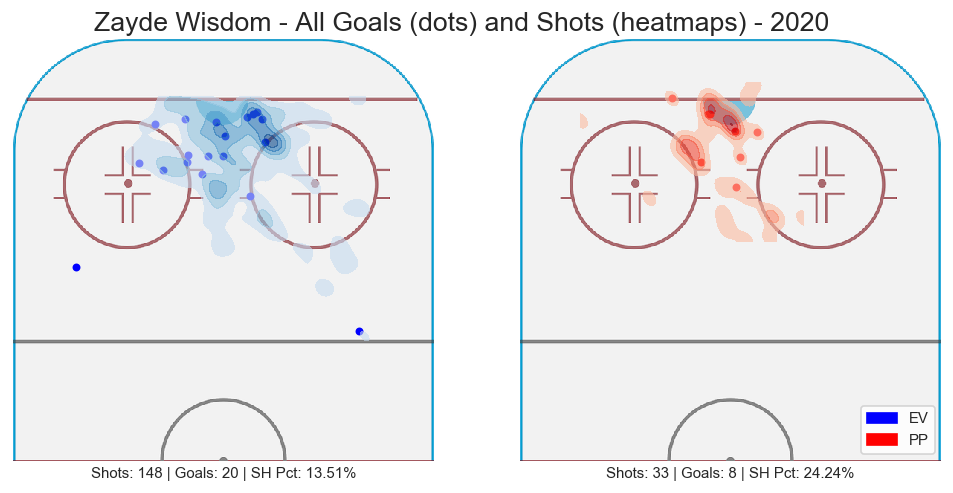 Zayde Wisdom - All Goals (dots) and Shots (heatmaps) - 2020
EV
PP
Shots: 148 | Goals: 20 | SH Pct: 13.51%
Shots: 33 | Goals: 8 | SH Pct: 24.24%